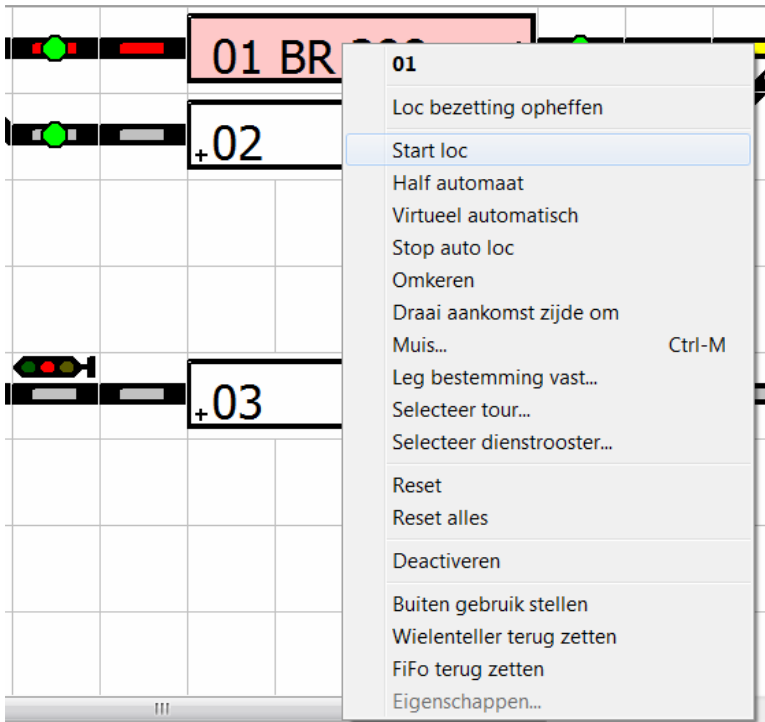 01 BR
01
Loc bezetting opheffen
+02
Start loc
Half automaat
Virtueel automatisch
Stop auto loc
Omkeren
Draai aankomst zijde om
Muis... Ctrl-M
Leg bestemming vast...
+03
Selecteer tour...
Selecteer dienstrooster...
Reset
Reset alles
Deactiveren
Buiten gebruik stellen
Wielenteller terug zetten
FiFo terug zetten
Eigenschappen...